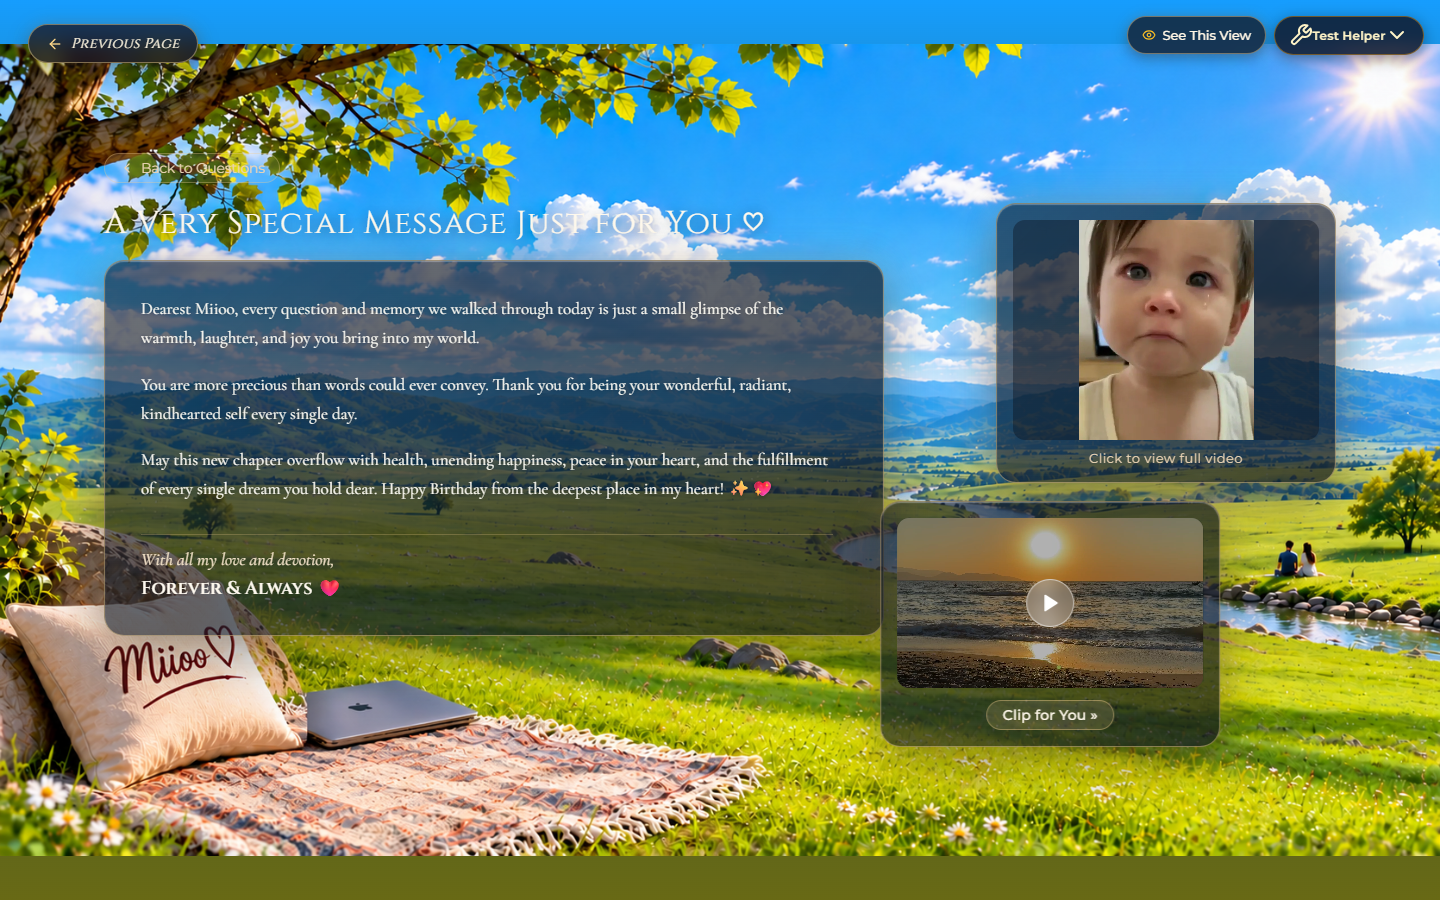 Previous Page
See This View
Test Helper
Back to Questions
A Very Special Message Just for You ♡
Dearest Miioo, every question and memory we walked through today is just a small glimpse of the
warmth, laughter, and joy you bring into my world.
You are more precious than words could ever convey. Thank you for being your wonderful, radiant,
kindhearted self every single day.
May this new chapter overflow with health, unending happiness, peace in your heart, and the fulfillment
of every single dream you hold dear. Happy Birthday from the deepest place in my heart! ✨ 💖
With all my love and devotion,
Forever & Always 💖
Click to view full video
Clip for You »
Miioo♡